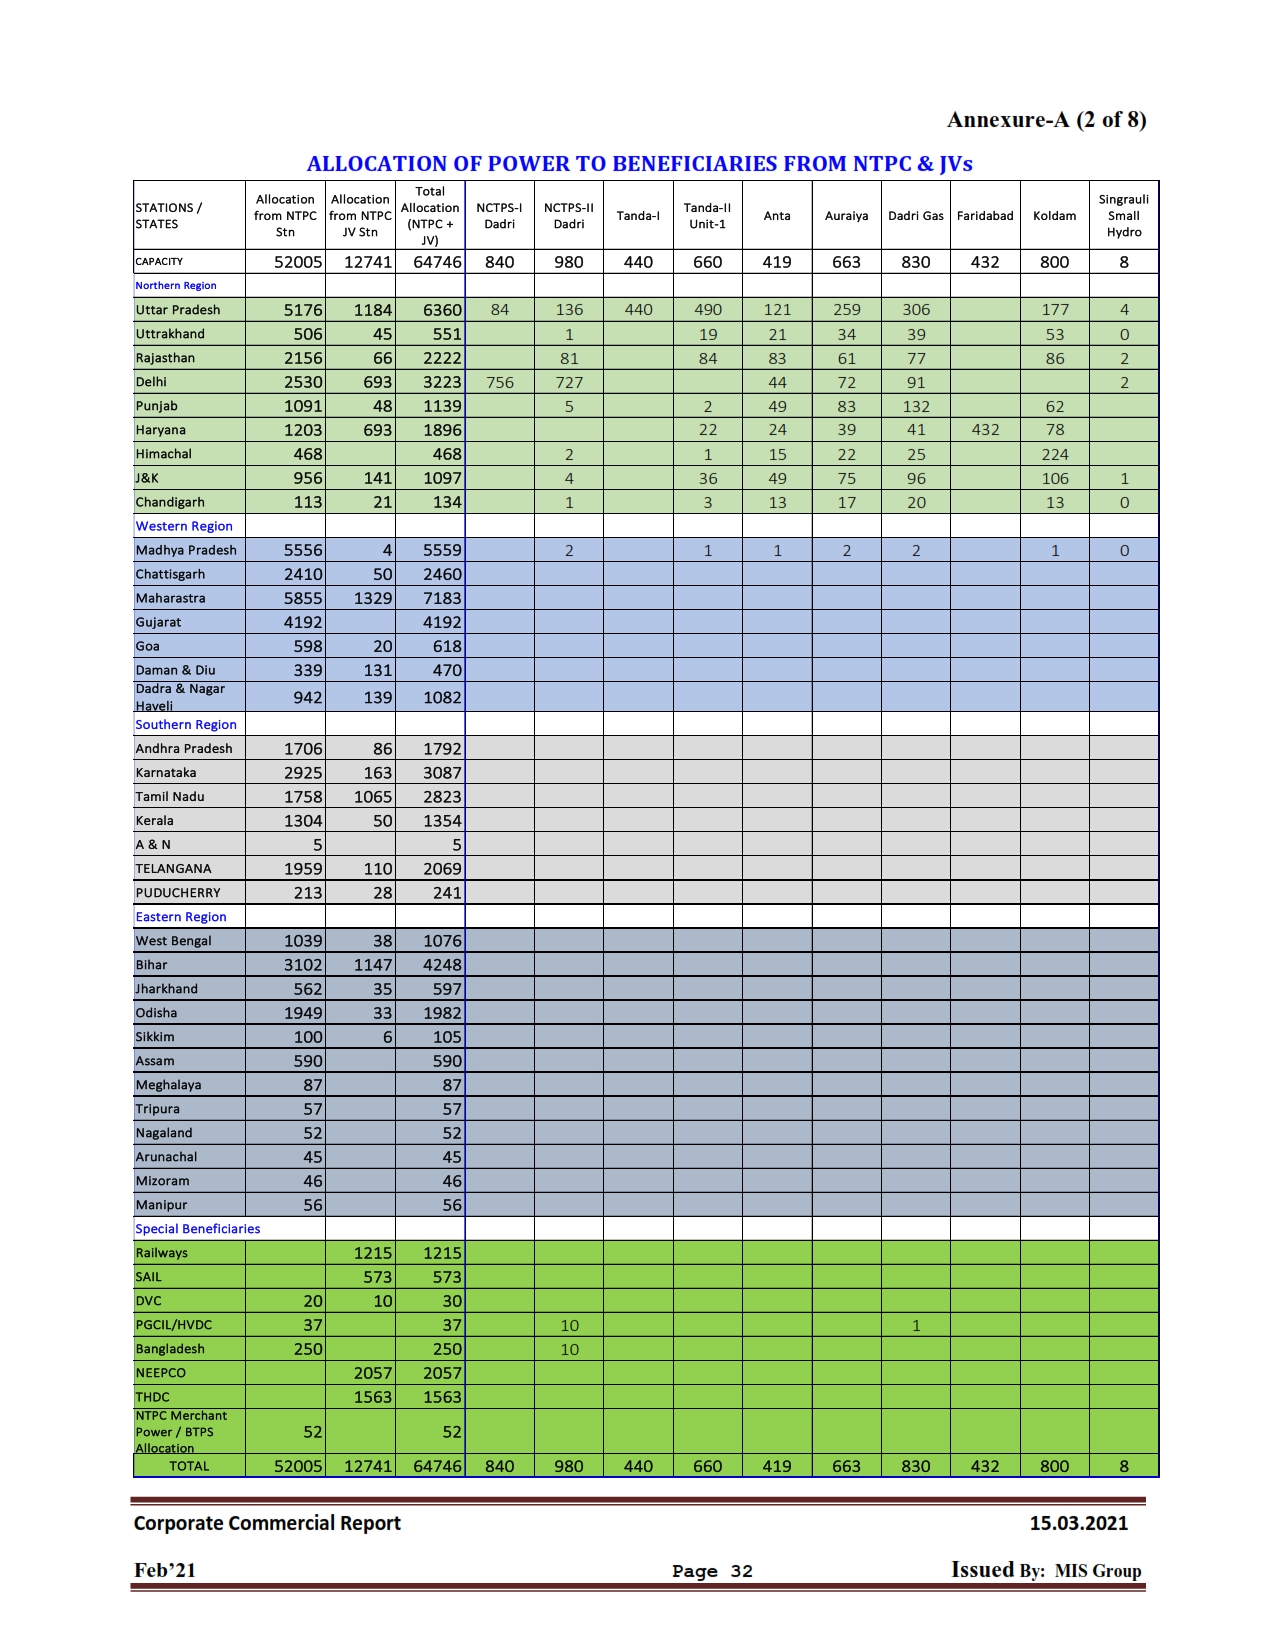 Annexure-A (2 of 8)
ALLOCATION OF POWER TO BENEFICIARIES FROM NTPC & JVs
STATIONS / STATES Allocation from NTPC Stn Allocation from NTPC JV Stn Total Allocation (NTPC + JV) NCTPS-I Dadri NCTPS-II Dadri Tanda-I Tanda-II Unit-1 Anta Auraiya Dadri Gas Faridabad Koldam Singrauli Small Hydro
CAPACITY 52005 12741 64746 840 980 440 660 419 663 830 432 800 8
Northern Region
Uttar Pradesh 5176 1184 6360 84 136 440 490 121 259 306 177 4
Uttrakhand 506 45 551 1 19 21 34 39 53 0
Rajasthan 2156 66 2222 81 84 83 61 77 86 2
Delhi 2530 693 3223 756 727 44 72 91 2
Punjab 1091 48 1139 5 2 49 83 132 62
Haryana 1203 693 1896 22 24 39 41 432 78
Himachal 468 468 2 1 15 22 25 224
J&K 956 141 1097 4 36 49 75 96 106 1
Chandigarh 113 21 134 1 3 13 17 20 13 0
Western Region
Madhya Pradesh 5556 4 5559 2 1 1 2 2 1 0
Chattisgarh 2410 50 2460
Maharastra 5855 1329 7183
Gujarat 4192 4192
Goa 598 20 618
Daman & Diu 339 131 470
Dadra & Nagar Haveli 942 139 1082
Southern Region
Andhra Pradesh 1706 86 1792
Karnataka 2925 163 3087
Tamil Nadu 1758 1065 2823
Kerala 1304 50 1354
A & N 5 5
TELANGANA 1959 110 2069
PUDUCHERRY 213 28 241
Eastern Region
West Bengal 1039 38 1076
Bihar 3102 1147 4248
Jharkhand 562 35 597
Odisha 1949 33 1982
Sikkim 100 6 105
Assam 590 590
Meghalaya 87 87
Tripura 57 57
Nagaland 52 52
Arunachal 45 45
Mizoram 46 46
Manipur 56 56
Special Beneficiaries
Railways 1215 1215
SAIL 573 573
DVC 20 10 30
PGCIL/HVDC 37 37 10 1
Bangladesh 250 250 10
NEEPCO 2057 2057
THDC 1563 1563
NTPC Merchant Power / BTPS Allocation 52 52
TOTAL 52005 12741 64746 840 980 440 660 419 663 830 432 800 8
Corporate Commercial Report 15.03.2021
Feb’21 Page 32 Issued By: MIS Group